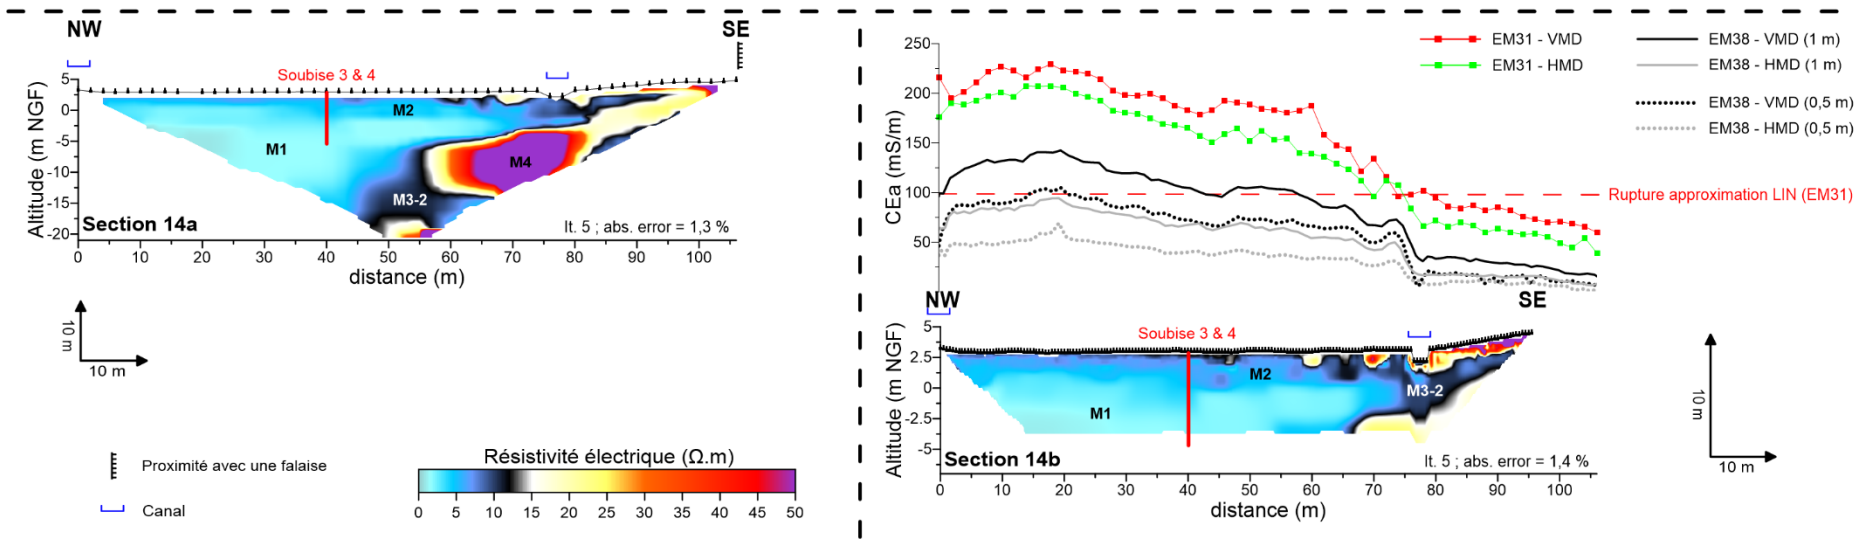 NW
SE
Soubise 3 & 4
5
0
-5
-10
-15
-20
Altitude (m NGF)
M2
M1
M4
M3-2
Section 14a
It. 5 ; abs. error = 1,3 %
0 10 20 30 40 50 60 70 80 90 100
distance (m)
10 m
10 m
Proximité avec une falaise
Canal
Résistivité électrique (Ω.m)
0 5 10 15 20 25 30 35 40 45 50
250
200
150
100
50
CEa (mS/m)
EM31 - VMD
EM31 - HMD
EM38 - VMD (1 m)
EM38 - HMD (1 m)
EM38 - VMD (0,5 m)
EM38 - HMD (0,5 m)
Rupture approximation LIN (EM31)
NW
SE
Soubise 3 & 4
5
2.5
0
-2.5
-5
Altitude (m NGF)
M2
M3-2
M1
Section 14b
It. 5 ; abs. error = 1,4 %
0 10 20 30 40 50 60 70 80 90 100
distance (m)
10 m
10 m